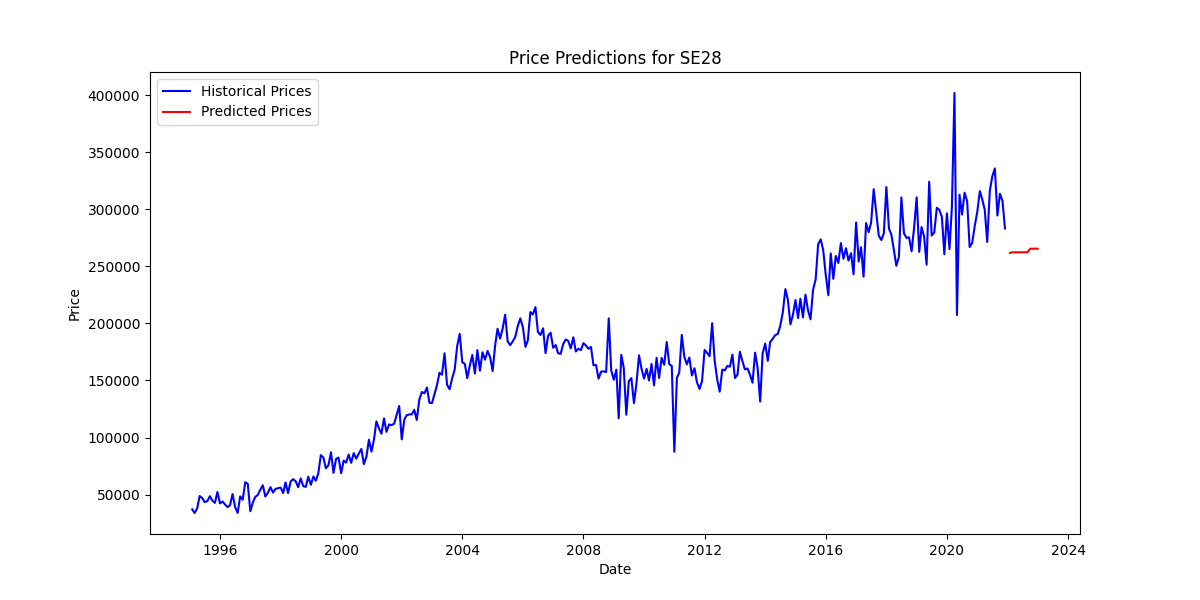 Price Predictions for SE28
Historical Prices
Predicted Prices
400000
350000
300000
250000
200000
150000
100000
50000
Price
1996 2000 2004 2008 2012 2016 2020 2024
Date